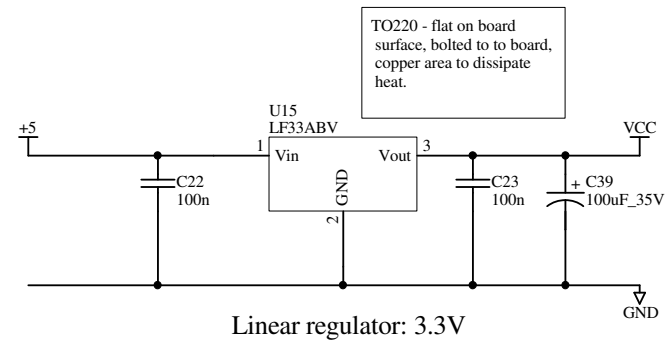 TO220 - flat on board
surface, bolted to to board,
copper area to dissipate
heat.
U15
LF33ABV
+5
1
Vin
Vout
3
VCC
GND
2
C22
100n
C23
100n
+
C39
100uF_35V
GND
Linear regulator: 3.3V